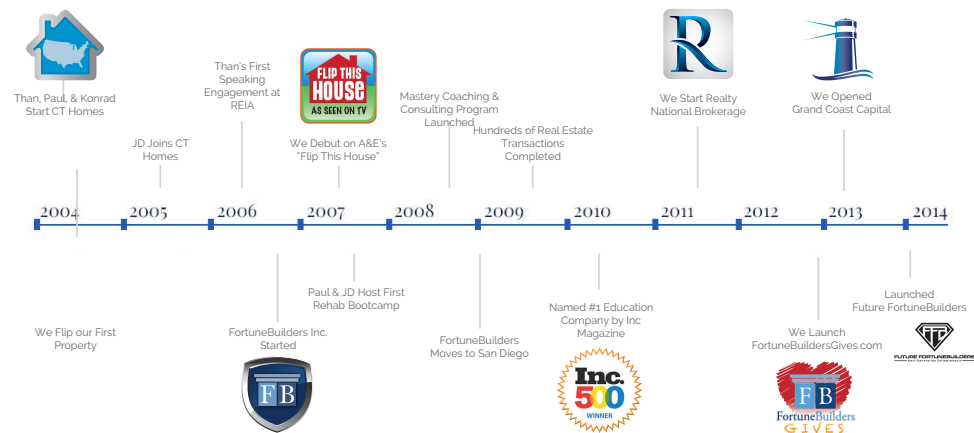 Than, Paul, & Konrad
Start CT Homes
JD Joins CT
Homes
Than's First
Speaking
Engagement at
REIA
FLIP THIS
HOUSE
AS SEEN ON TV
We Debut on A&E's
"Flip This House"
Mastery Coaching &
Consulting Program
Launched
Hundreds of Real Estate
Transactions
Completed
R
We Start Realty
National Brokerage
We Opened
Grand Coast Capital
2004
2005
2006
2007
2008
2009
2010
2011
2012
2013
2014
We Flip our First
Property
FortuneBuilders Inc.
Started
FB
Paul & JD Host First
Rehab Bootcamp
FortuneBuilders
Moves to San Diego
Named #1 Education
Company by Inc
Magazine
Inc.
500
WINNER
We Launch
FortuneBuildersGives.com
FB
FortuneBuilders
GIVES
Launched
Future FortuneBuilders
FFB
FUTURE FORTUNEBUILDERS